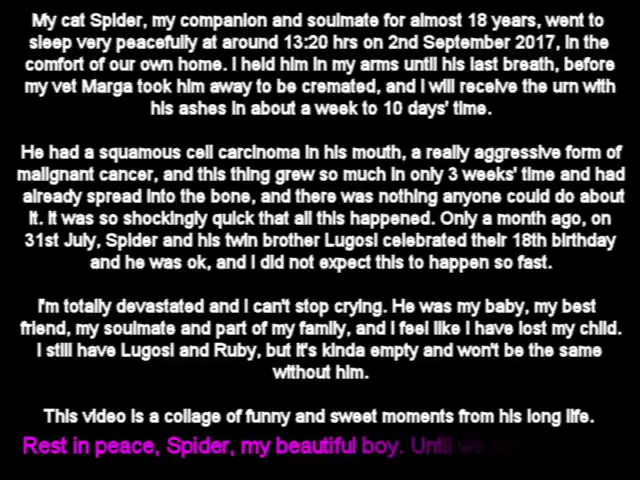 My cat Spider, my companion and soulmate for almost 18 years, went to
sleep very peacefully at around 13:20 hrs on 2nd September 2017, in the
comfort of our own home. I held him in my arms until his last breath, before
my vet Marga took him away to be cremated, and I will receive the urn with
his ashes in about a week to 10 days' time.
He had a squamous cell carcinoma in his mouth, a really aggressive form of
malignant cancer, and this thing grew so much in only 3 weeks' time and had
already spread into the bone, and there was nothing anyone could do about
it. It was so shockingly quick that all this happened. Only a month ago, on
31st July, Spider and his twin brother Lugosi celebrated their 18th birthday
and he was ok, and I did not expect this to happen so fast.
I'm totally devastated and I can't stop crying. He was my baby, my best
friend, my soulmate and part of my family, and I feel like I have lost my child.
I still have Lugosi and Ruby, but it's kinda empty and won't be the same
without him.
This video is a collage of funny and sweet moments from his long life.
Rest in peace, Spider, my beautiful boy. Until we